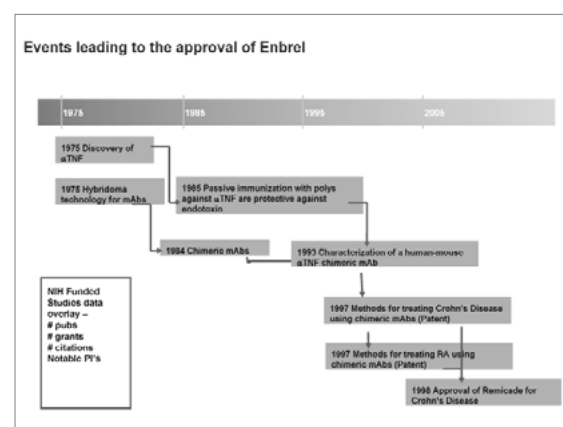 Events leading to the approval of Enbrel
1975
1985
1995
2005
1975 Discovery of
αTNF
1975 Hybridoma
technology for mAbs
1985 Passive immunization with polys
against αTNF are protective against
endotoxin
1984 Chimeric mAbs
1993 Characterization of a human-mouse
αTNF chimeric mAb
NIH Funded
Studies data
overlay –
# pubs
# grants
# citations
Notable PI's
1997 Methods for treating Crohn's Disease
using chimeric mAbs (Patent)
1997 Methods for treating RA using
chimeric mAbs (Patent)
1998 Approval of Remicade for
Crohn's Disease